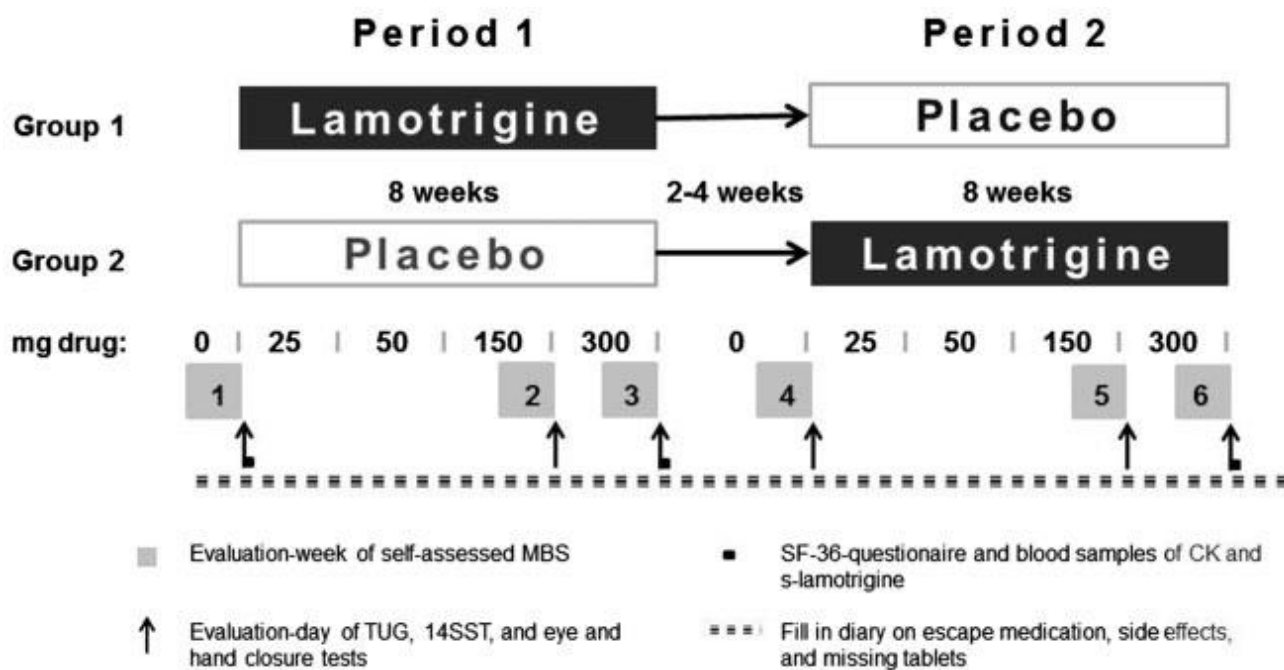 Period 1 Period 2
Group 1 Lamotrigine Placebo
8 weeks 2-4 weeks 8 weeks
Group 2 Placebo Lamotrigine
mg drug: 0 25 50 150 300 0 25 50 150 300
1 2 3 4 5 6
Evaluation-week of self-assessed MBS
SF-36-questionaire and blood samples of CK and
s-lamotrigine
Evaluation-day of TUG, 14SST, and eye and
hand closure tests
Fill in diary on escape medication, side effects,
and missing tablets